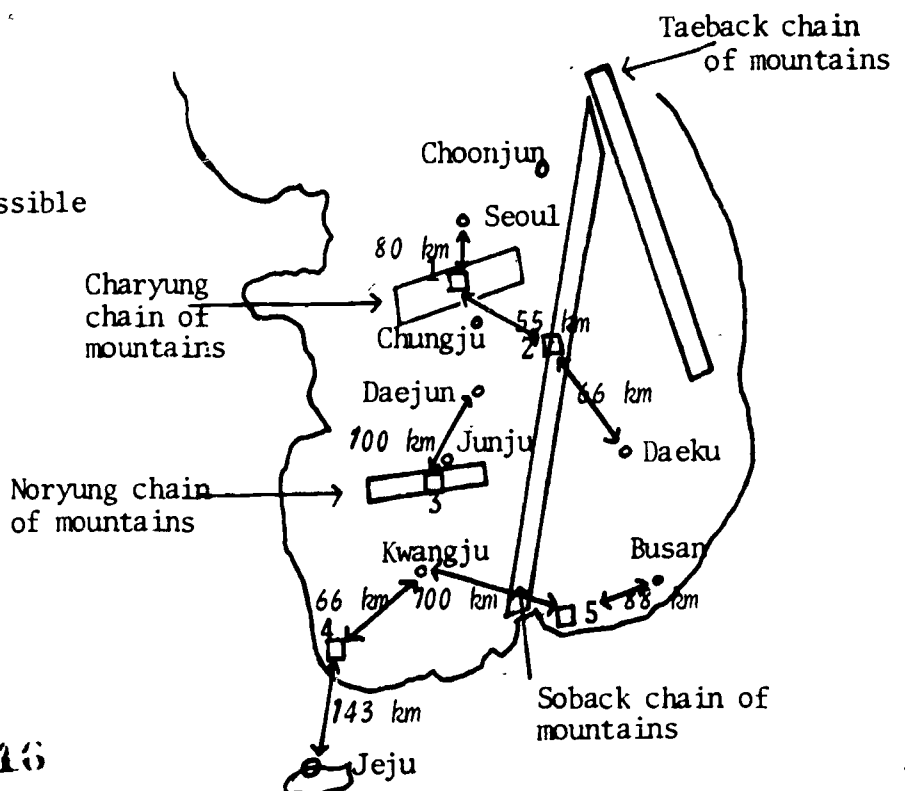 Taeback chain
of mountains
Choonjun
ssible
Seoul
80 km
1
Charyung
chain of
mountains
55 km
Chungju
2
66 km
Daejun
100 km
Junju
Daeku
Noryung chain
of mountains
3
Kwangju
Busan
66 km
100 km
5
88 km
4
Soback chain of
mountains
143 km
Jeju
16